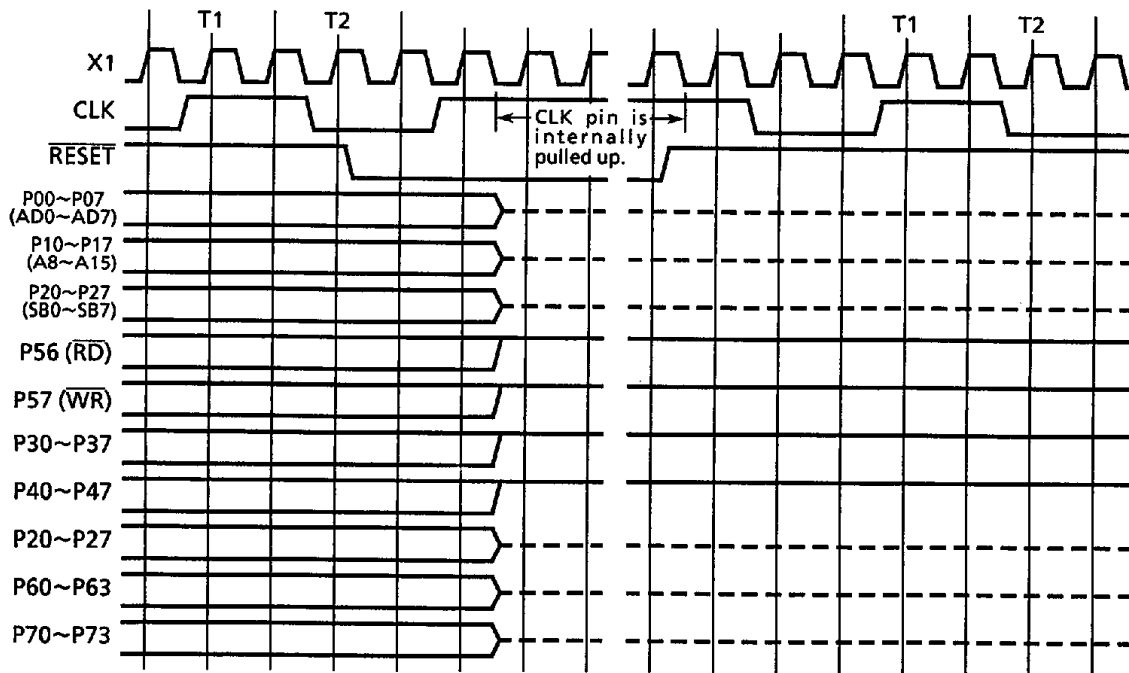 T1 T2 T1 T2
X1
CLK
CLK pin is
internally
pulled up.
RESET
P00~P07
(AD0~AD7)
P10~P17
(A8~A15)
P20~P27
(SB0~SB7)
P56 (RD)
P57 (WR)
P30~P37
P40~P47
P20~P27
P60~P63
P70~P73